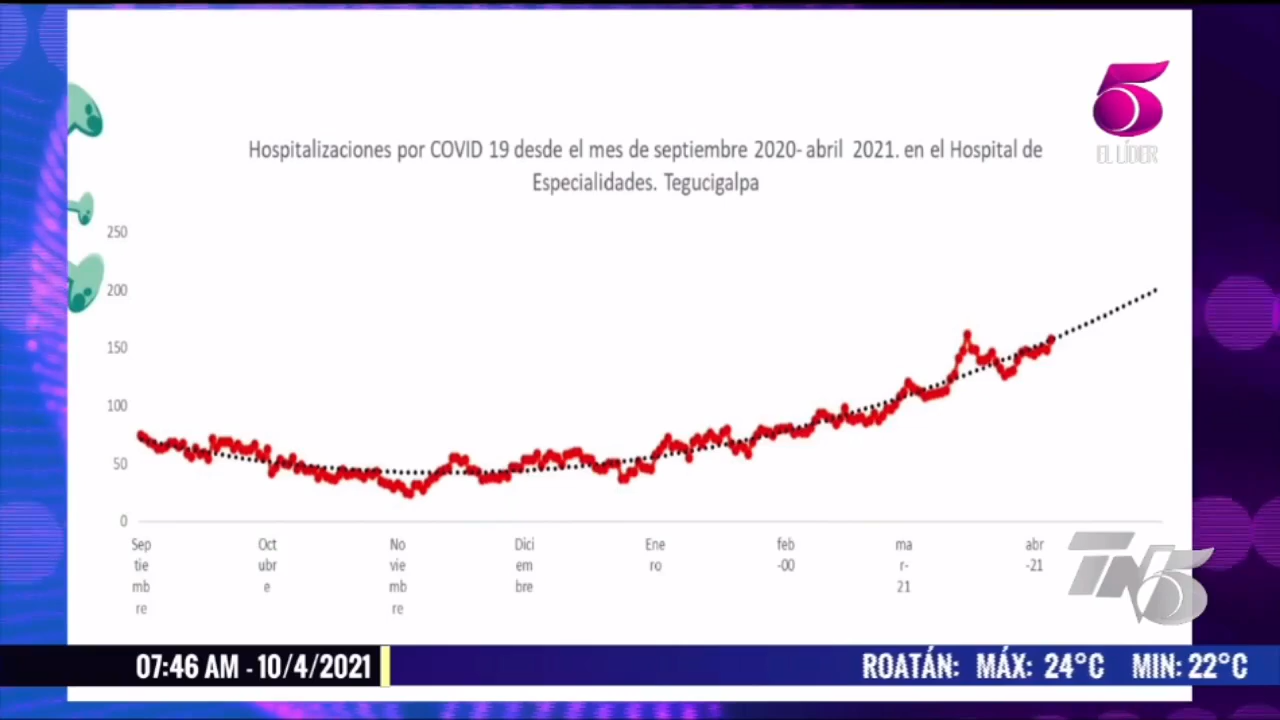 5
EL LÍDER
Hospitalizaciones por COVID 19 desde el mes de septiembre 2020- abril 2021. en el Hospital de
Especialidades. Tegucigalpa
250
200
150
100
50
0
Sep
tie
mb
re
Oct
ubr
e
No
vie
mb
re
Dici
em
bre
Ene
ro
feb
-00
ma
r-
21
abr
-21
TN5
07:46 AM - 10/4/2021
ROATÁN: MÁX: 24°C MIN: 22°C